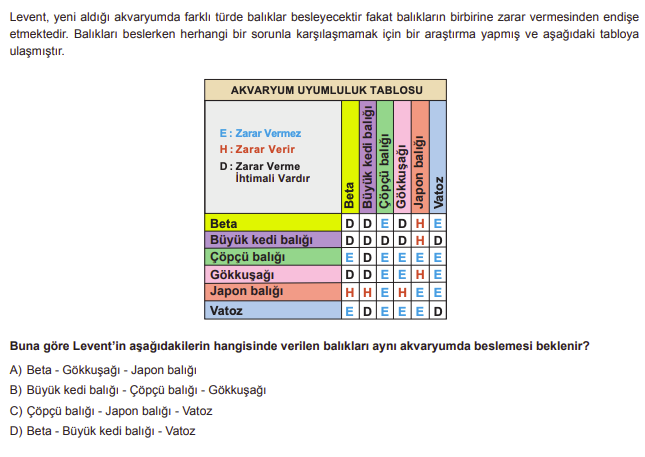 Levent, yeni aldığı akvaryumda farklı türde balıklar besleyecektir fakat balıkların birbirine zarar vermesinden endişe
etmektedir. Balıkları beslerken herhangi bir sorunla karşılaşmamak için bir araştırma yapmış ve aşağıdaki tabloya
ulaşmıştır.
AKVARYUM UYUMLULUK TABLOSU
E : Zarar Vermez
H : Zarar Verir
D : Zarar Verme
İhtimali Vardır
Beta
Büyük kedi balığı
Çöpçü balığı
Gökkuşağı
Japon balığı
Vatoz
Beta D D E D H E
Büyük kedi balığı D D D D H D
Çöpçü balığı E D E E E E
Gökkuşağı D D E E H E
Japon balığı H H E H E E
Vatoz E D E E E D
Buna göre Levent'in aşağıdakilerin hangisinde verilen balıkları aynı akvaryumda beslemesi beklenir?
A) Beta - Gökkuşağı - Japon balığı
B) Büyük kedi balığı - Çöpçü balığı - Gökkuşağı
C) Çöpçü balığı - Japon balığı - Vatoz
D) Beta - Büyük kedi balığı - Vatoz